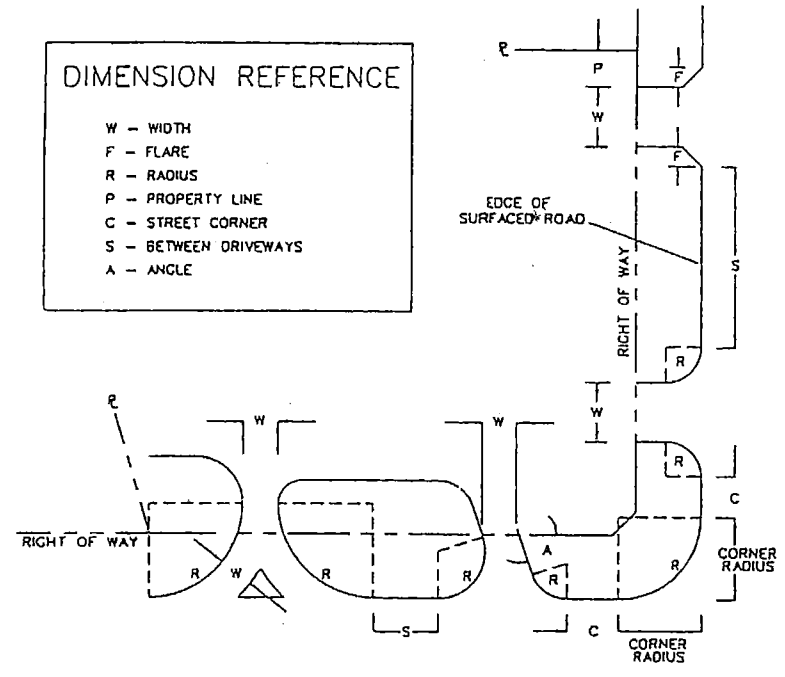 DIMENSION REFERENCE
W – WIDTH
F – FLARE
R – RADIUS
P – PROPERTY LINE
C – STREET CORNER
S – BETWEEN DRIVEWAYS
A – ANGLE
℄
P
F
W
F
EDGE OF
SURFACED ROAD
S
RIGHT OF WAY
R
W
R
C
CORNER
RADIUS
℄
W
W
RIGHT OF WAY
R
W
R
R
A
R
R
S
C
CORNER
RADIUS